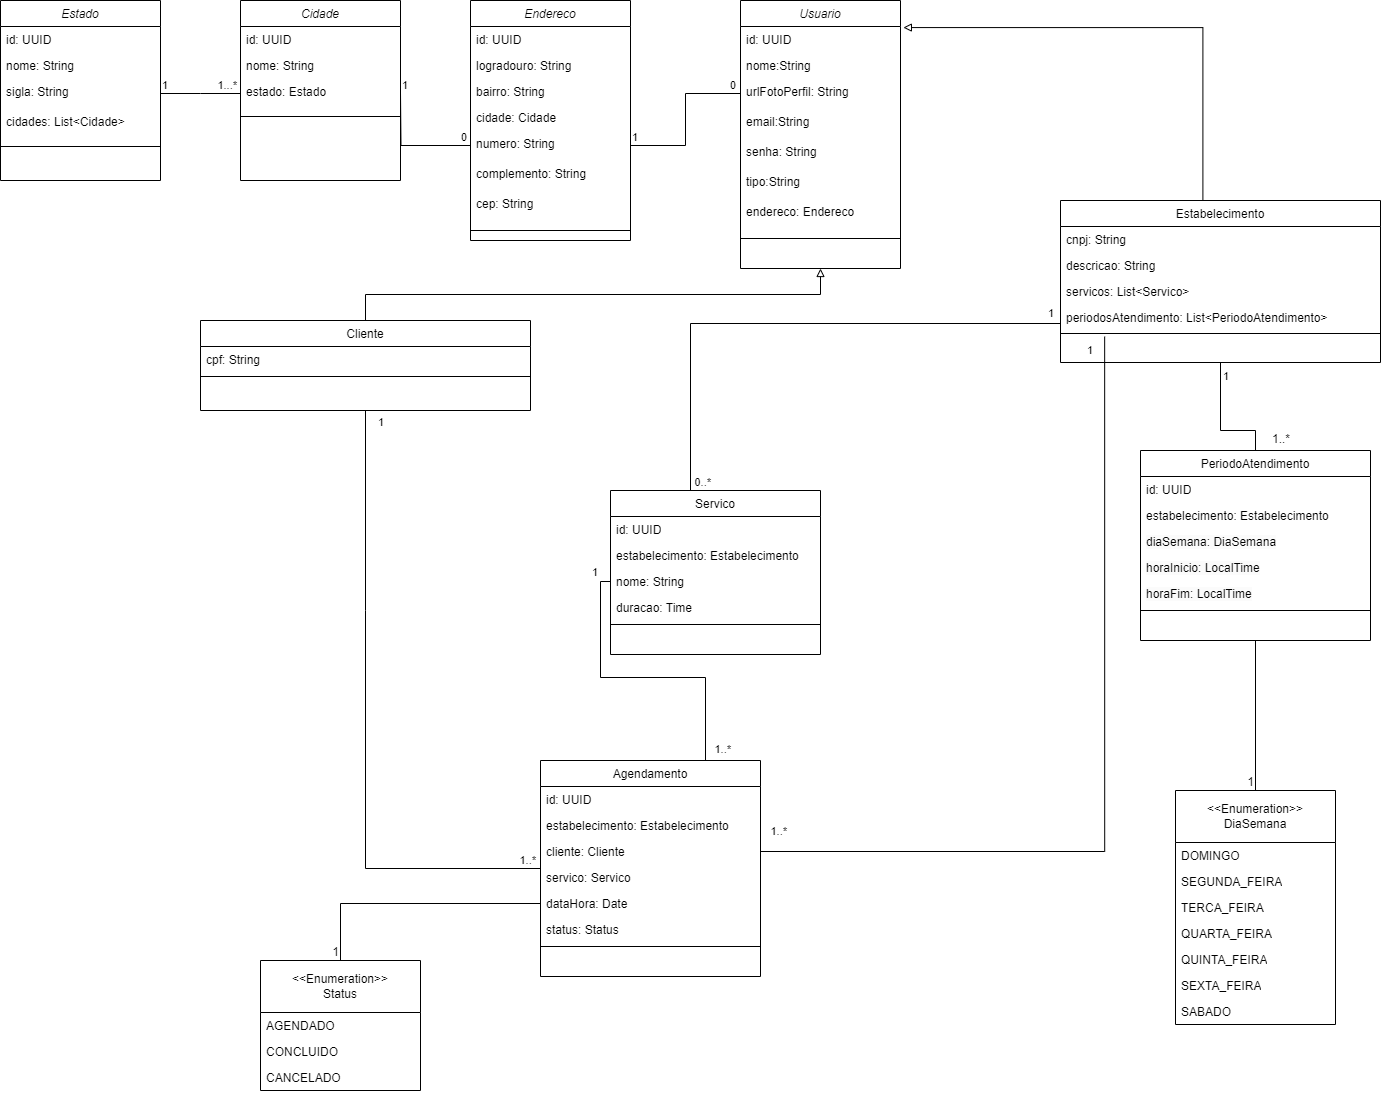 Estado
id: UUID
nome: String
sigla: String
cidades: List<Cidade>
1
1...*
Cidade
id: UUID
nome: String
estado: Estado
1
0
Endereco
id: UUID
logradouro: String
bairro: String
cidade: Cidade
numero: String
complemento: String
cep: String
1
0
Usuario
id: UUID
nome:String
urlFotoPerfil: String
email:String
senha: String
tipo:String
endereco: Endereco
Estabelecimento
cnpj: String
descricao: String
servicos: List<Servico>
periodosAtendimento: List<PeriodoAtendimento>
1
1
1
1..*
Cliente
cpf: String
1
0..*
Servico
id: UUID
estabelecimento: Estabelecimento
nome: String
duracao: Time
1
1..*
PeriodoAtendimento
id: UUID
estabelecimento: Estabelecimento
diaSemana: DiaSemana
horaInicio: LocalTime
horaFim: LocalTime
1
Agendamento
id: UUID
estabelecimento: Estabelecimento
cliente: Cliente
servico: Servico
dataHora: Date
status: Status
1..*
1..*
1
<<Enumeration>>
Status
AGENDADO
CONCLUIDO
CANCELADO
<<Enumeration>>
DiaSemana
DOMINGO
SEGUNDA_FEIRA
TERCA_FEIRA
QUARTA_FEIRA
QUINTA_FEIRA
SEXTA_FEIRA
SABADO